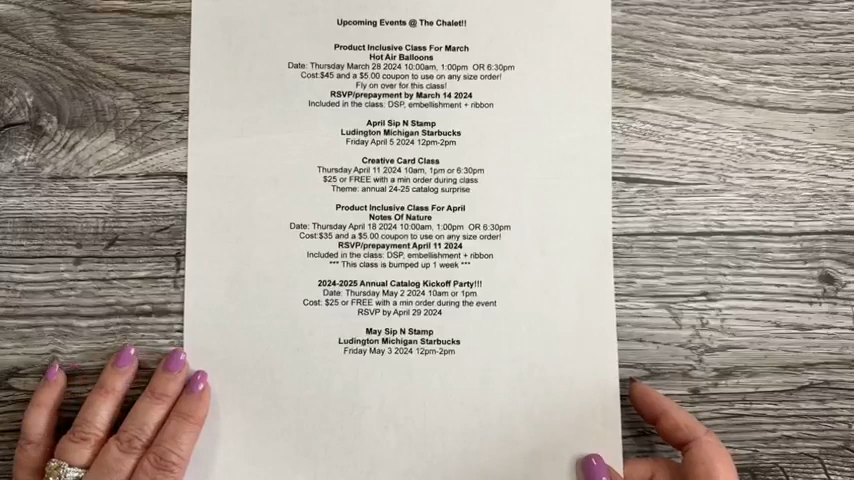 Upcoming Events @ The Chalet!!
Product Inclusive Class For March
Hot Air Balloons
Date: Thursday March 28 2024 10:00am, 1:00pm OR 6:30pm
Cost:$45 and a $5.00 coupon to use on any size order!
Fly on over for this class!
RSVP/prepayment by March 14 2024
Included in the class: DSP, embellishment + ribbon
April Sip N Stamp
Ludington Michigan Starbucks
Friday April 5 2024 12pm-2pm
Creative Card Class
Thursday April 11 2024 10am, 1pm or 6:30pm
$25 or FREE with a min order during class
Theme: annual 24-25 catalog surprise
Product Inclusive Class For April
Notes Of Nature
Date: Thursday April 18 2024 10:00am, 1:00pm OR 6:30pm
Cost:$35 and a $5.00 coupon to use on any size order!
RSVP/prepayment April 11 2024
Included in the class: DSP, embellishment + ribbon
*** This class is bumped up 1 week ***
2024-2025 Annual Catalog Kickoff Party!!!
Date: Thursday May 2 2024 10am or 1pm
Cost: $25 or FREE with a min order during the event
RSVP by April 29 2024
May Sip N Stamp
Ludington Michigan Starbucks
Friday May 3 2024 12pm-2pm